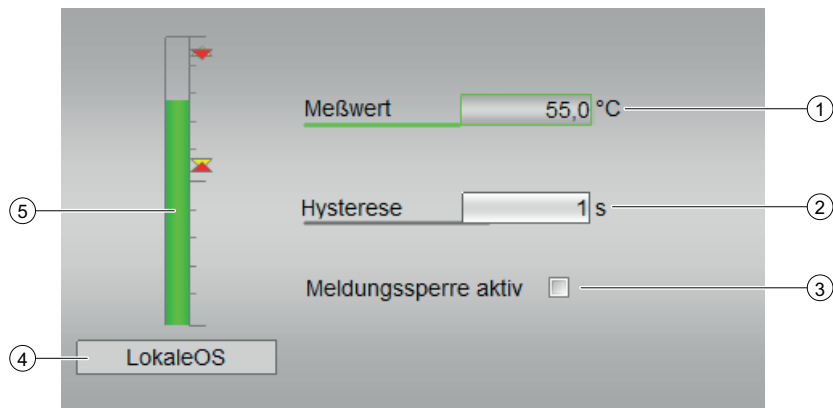 Meßwert 55,0 °C 1
Hysterese 1 s 2
Meldungssperre aktiv 3
5
4 LokaleOS